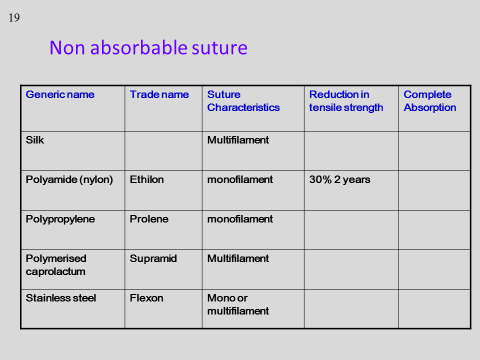 19
Non absorbable suture
Generic name Trade name Suture Characteristics Reduction in tensile strength Complete Absorption
Silk Multifilament
Polyamide (nylon) Ethilon monofilament 30% 2 years
Polypropylene Prolene monofilament
Polymerised caprolactum Supramid Multifilament
Stainless steel Flexon Mono or multifilament